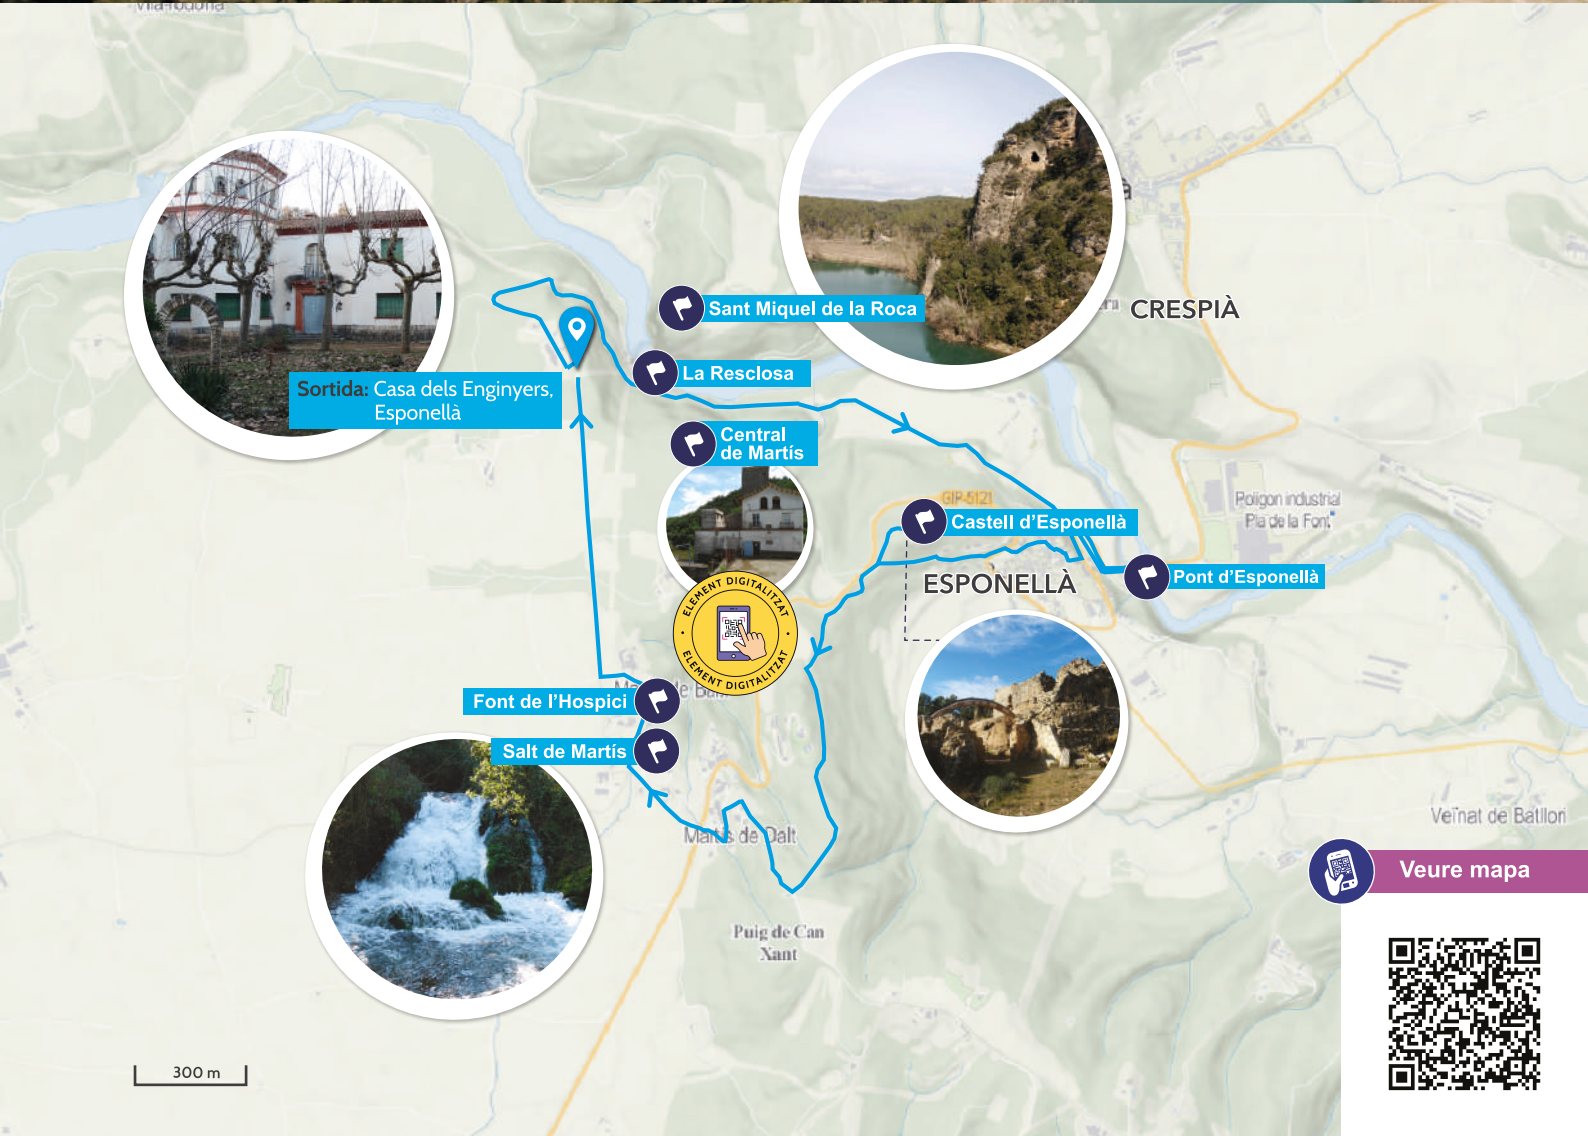 Vila-rodona
Sant Miquel de la Roca
CRESPIÀ
La Resclosa
Sortida: Casa dels Enginyers,
Esponellà
Central
de Martís
GIP-5121
Castell d'Esponellà
Polígon industrial
Pla de la Font
ESPONELLÀ
Pont d'Esponellà
ELEMENT DIGITALITZAT
ELEMENT DIGITALITZAT
Font de l'Hospici
Salt de Martís
Martís de Dalt
Veïnat de Batllori
Veure mapa
Puig de Can
Xant
300 m